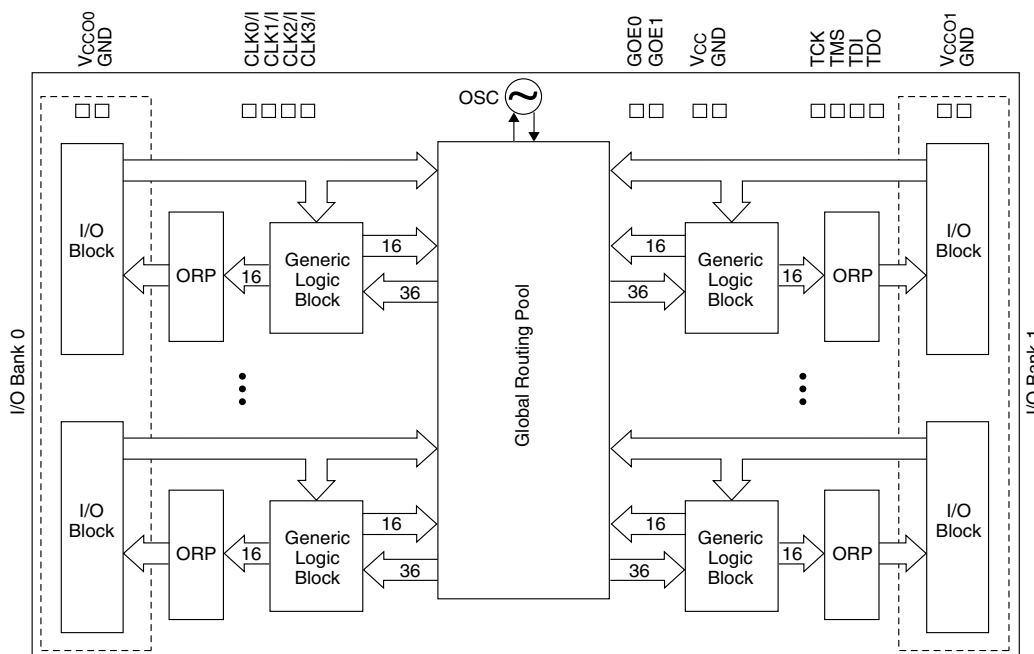 VCCO0
GND
CLK0/I
CLK1/I
CLK2/I
CLK3/I
GOE0
GOE1
VCC
GND
TCK
TMS
TDI
TDO
VCCO1
GND
OSC
I/O Bank 0
I/O
Block
ORP
16
Generic
Logic
Block
16
36
Global Routing Pool
16
36
Generic
Logic
Block
16
ORP
I/O
Block
I/O Bank 1
I/O
Block
ORP
16
Generic
Logic
Block
16
36
16
36
Generic
Logic
Block
16
ORP
I/O
Block